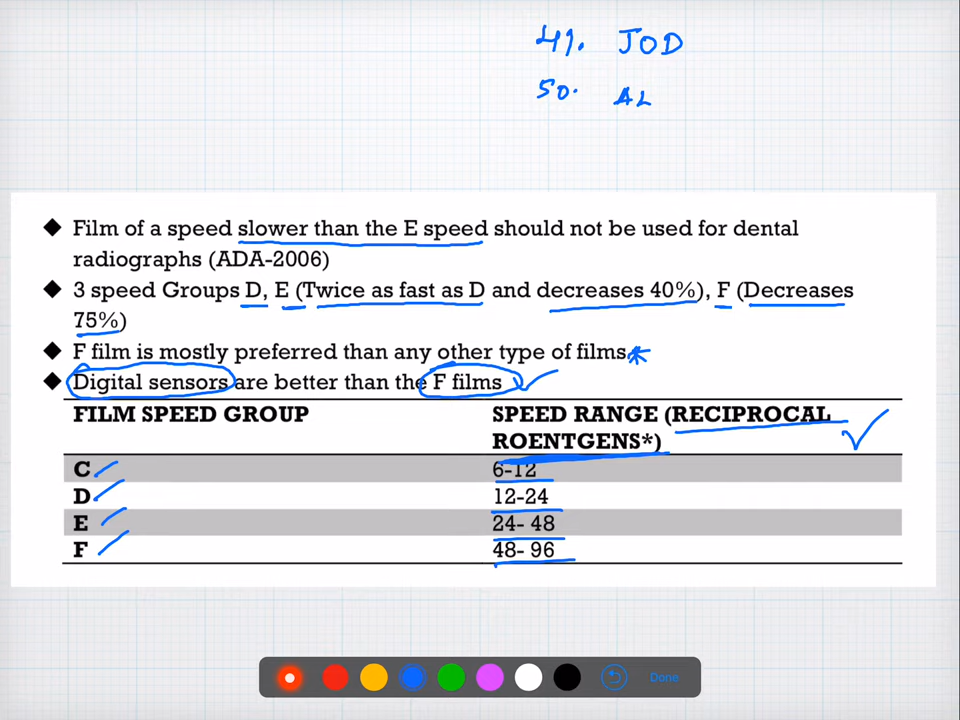 41. JOD
50. AL
◆ Film of a speed slower than the E speed should not be used for dental
radiographs (ADA-2006)
◆ 3 speed Groups D, E (Twice as fast as D and decreases 40%), F (Decreases
75%)
◆ F film is mostly preferred than any other type of films.*
◆ Digital sensors are better than the F films
FILM SPEED GROUP SPEED RANGE (RECIPROCAL
ROENTGENS*)
C 6-12
D 12-24
E 24- 48
F 48- 96
Done